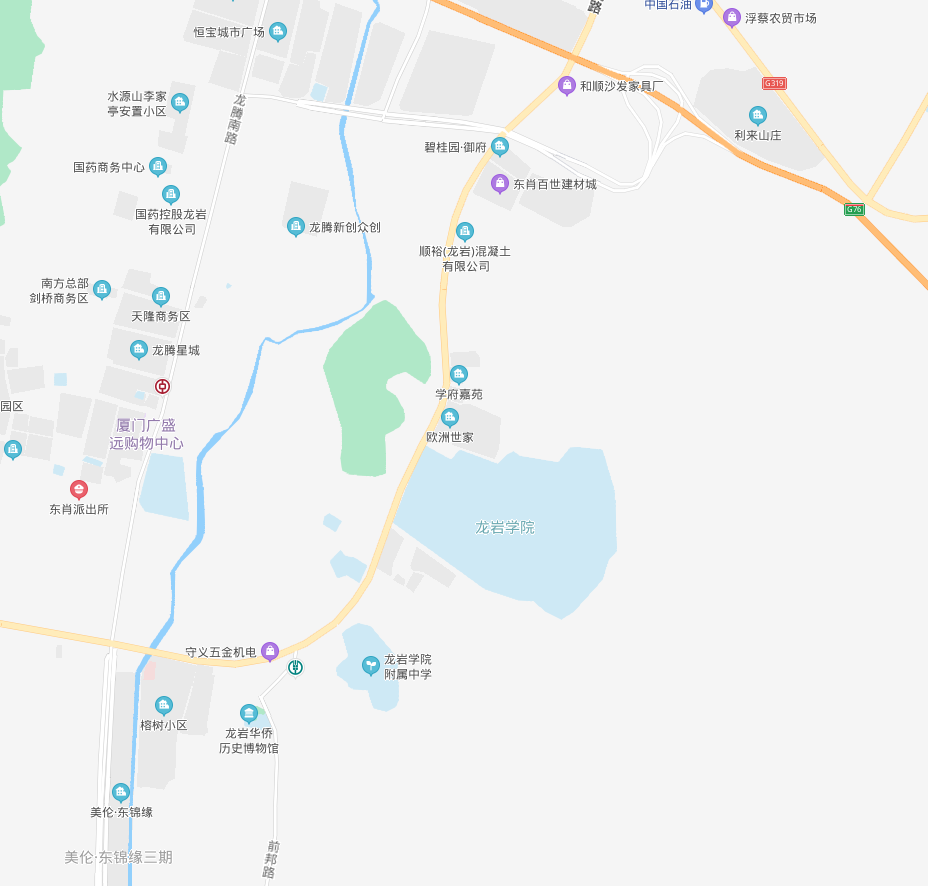 中国石油
浮蔡农贸市场
路
恒宝城市广场
和顺沙发家具厂
G319
水源山李家
亭安置小区
龙腾南路
利来山庄
碧桂园·御府
国药商务中心
东肖百世建材城
国药控股龙岩
有限公司
G76
龙腾新创众创
顺裕(龙岩)混凝土
有限公司
南方总部
剑桥商务区
天隆商务区
龙腾星城
学府嘉苑
园区
厦门广盛
远购物中心
欧洲世家
东肖派出所
龙岩学院
守义五金机电
龙岩学院
附属中学
榕树小区
龙岩华侨
历史博物馆
美伦·东锦缘
美伦·东锦缘三期
前邦路